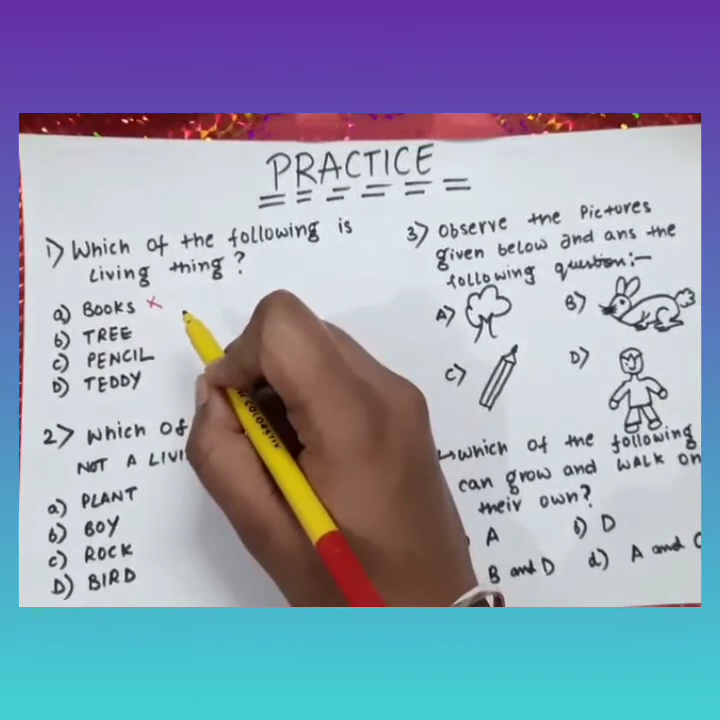 PRACTICE
1) Which of the following is
living thing?
a) Books ×
b) TREE
c) PENCIL
D) TEDDY
2) Which Of
NOT A LIVI
a) PLANT
b) BOY
c) ROCK
D) BIRD
3) Observe the Pictures
given below and ans the
following question:-
A)
B)
C)
D)
↳ which of the following
can grow and WALK on
their own?
A
D
B and D
d) A and C
COLORSTIX